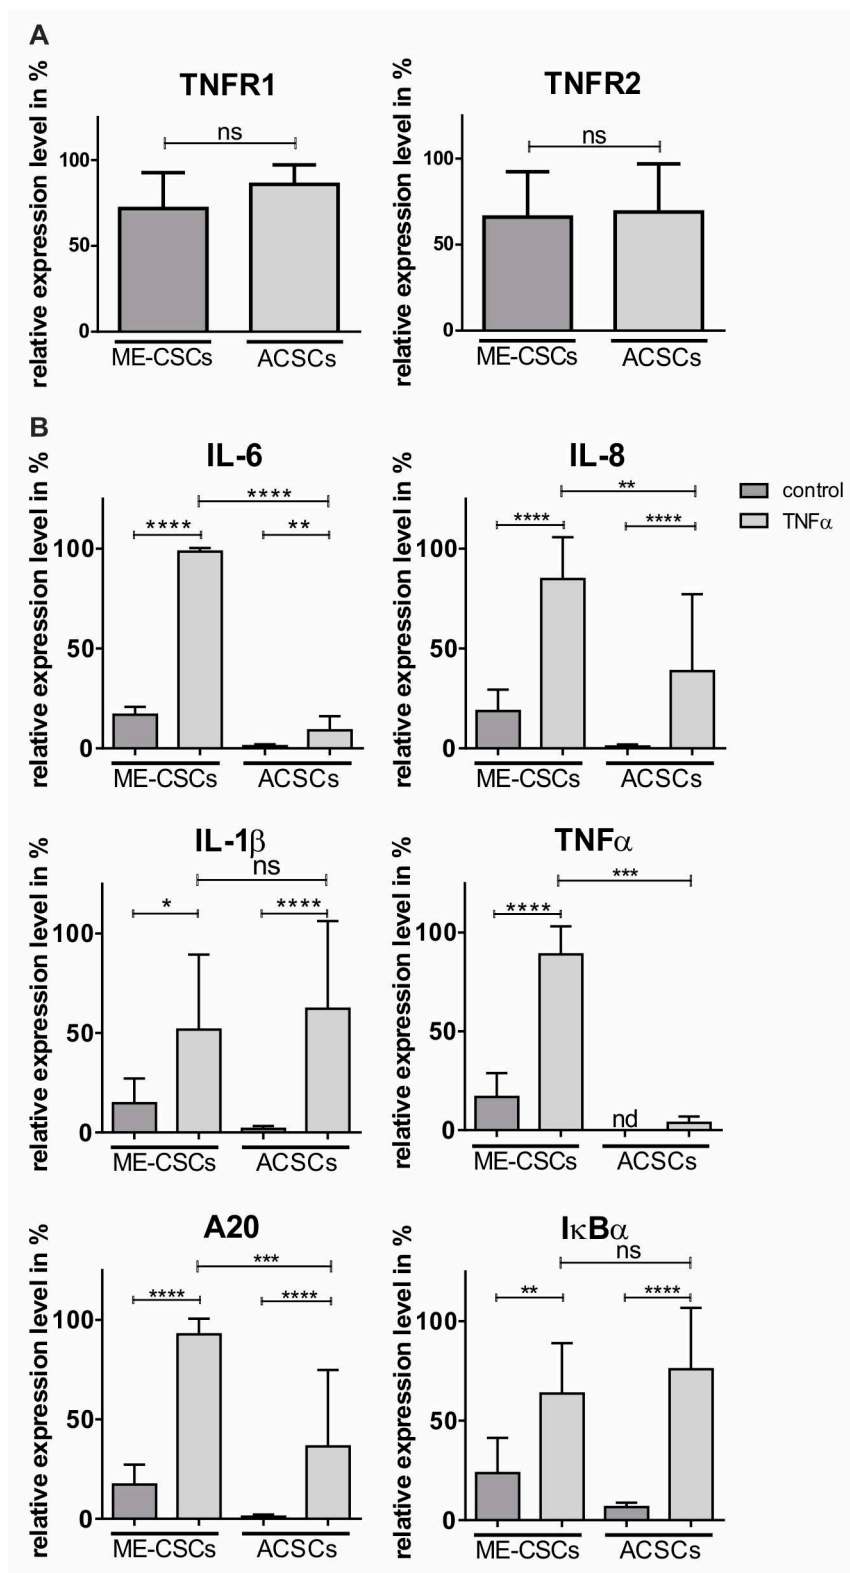 A
TNFR1
relative expression level in %
ns
100
50
0
ME-CSCs
ACSCs
TNFR2
relative expression level in %
ns
100
50
0
ME-CSCs
ACSCs
B
IL-6
relative expression level in %
****
****
**
100
50
0
ME-CSCs
ACSCs
IL-8
relative expression level in %
**
****
****
100
50
0
ME-CSCs
ACSCs
control
TNFα
IL-1β
relative expression level in %
ns
*
****
100
50
0
ME-CSCs
ACSCs
TNFα
relative expression level in %
***
****
100
50
0
nd
ME-CSCs
ACSCs
A20
relative expression level in %
***
****
****
100
50
0
ME-CSCs
ACSCs
IκBα
relative expression level in %
ns
**
****
100
50
0
ME-CSCs
ACSCs